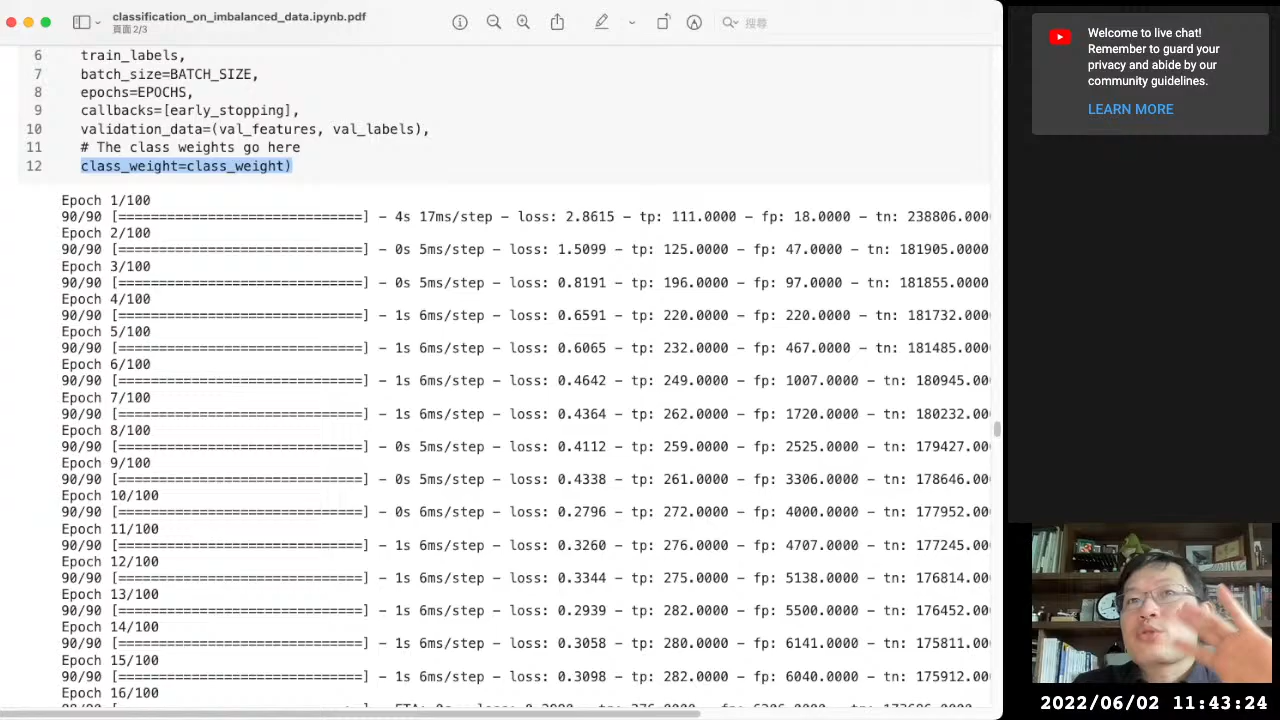 classification_on_imbalanced_data.ipynb.pdf
頁面 2/3
搜尋
6 train_labels,
7 batch_size=BATCH_SIZE,
8 epochs=EPOCHS,
9 callbacks=[early_stopping],
10 validation_data=(val_features, val_labels),
11 # The class weights go here
12 class_weight=class_weight)
Epoch 1/100
90/90 [==============================] - 4s 17ms/step - loss: 2.8615 - tp: 111.0000 - fp: 18.0000 - tn: 238806.000
Epoch 2/100
90/90 [==============================] - 0s 5ms/step - loss: 1.5099 - tp: 125.0000 - fp: 47.0000 - tn: 181905.0000
Epoch 3/100
90/90 [==============================] - 0s 5ms/step - loss: 0.8191 - tp: 196.0000 - fp: 97.0000 - tn: 181855.0000
Epoch 4/100
90/90 [==============================] - 1s 6ms/step - loss: 0.6591 - tp: 220.0000 - fp: 220.0000 - tn: 181732.000
Epoch 5/100
90/90 [==============================] - 1s 6ms/step - loss: 0.6065 - tp: 232.0000 - fp: 467.0000 - tn: 181485.000
Epoch 6/100
90/90 [==============================] - 1s 6ms/step - loss: 0.4642 - tp: 249.0000 - fp: 1007.0000 - tn: 180945.00
Epoch 7/100
90/90 [==============================] - 1s 6ms/step - loss: 0.4364 - tp: 262.0000 - fp: 1720.0000 - tn: 180232.00
Epoch 8/100
90/90 [==============================] - 0s 5ms/step - loss: 0.4112 - tp: 259.0000 - fp: 2525.0000 - tn: 179427.00
Epoch 9/100
90/90 [==============================] - 0s 5ms/step - loss: 0.4338 - tp: 261.0000 - fp: 3306.0000 - tn: 178646.00
Epoch 10/100
90/90 [==============================] - 0s 6ms/step - loss: 0.2796 - tp: 272.0000 - fp: 4000.0000 - tn: 177952.00
Epoch 11/100
90/90 [==============================] - 1s 6ms/step - loss: 0.3260 - tp: 276.0000 - fp: 4707.0000 - tn: 177245.00
Epoch 12/100
90/90 [==============================] - 1s 6ms/step - loss: 0.3344 - tp: 275.0000 - fp: 5138.0000 - tn: 176814.00
Epoch 13/100
90/90 [==============================] - 1s 6ms/step - loss: 0.2939 - tp: 282.0000 - fp: 5500.0000 - tn: 176452.00
Epoch 14/100
90/90 [==============================] - 1s 6ms/step - loss: 0.3058 - tp: 280.0000 - fp: 6141.0000 - tn: 175811.00
Epoch 15/100
90/90 [==============================] - 1s 6ms/step - loss: 0.3098 - tp: 282.0000 - fp: 6040.0000 - tn: 175912.00
Epoch 16/100
Welcome to live chat!
Remember to guard your
privacy and abide by our
community guidelines.
LEARN MORE
2022/06/02 11:43:24